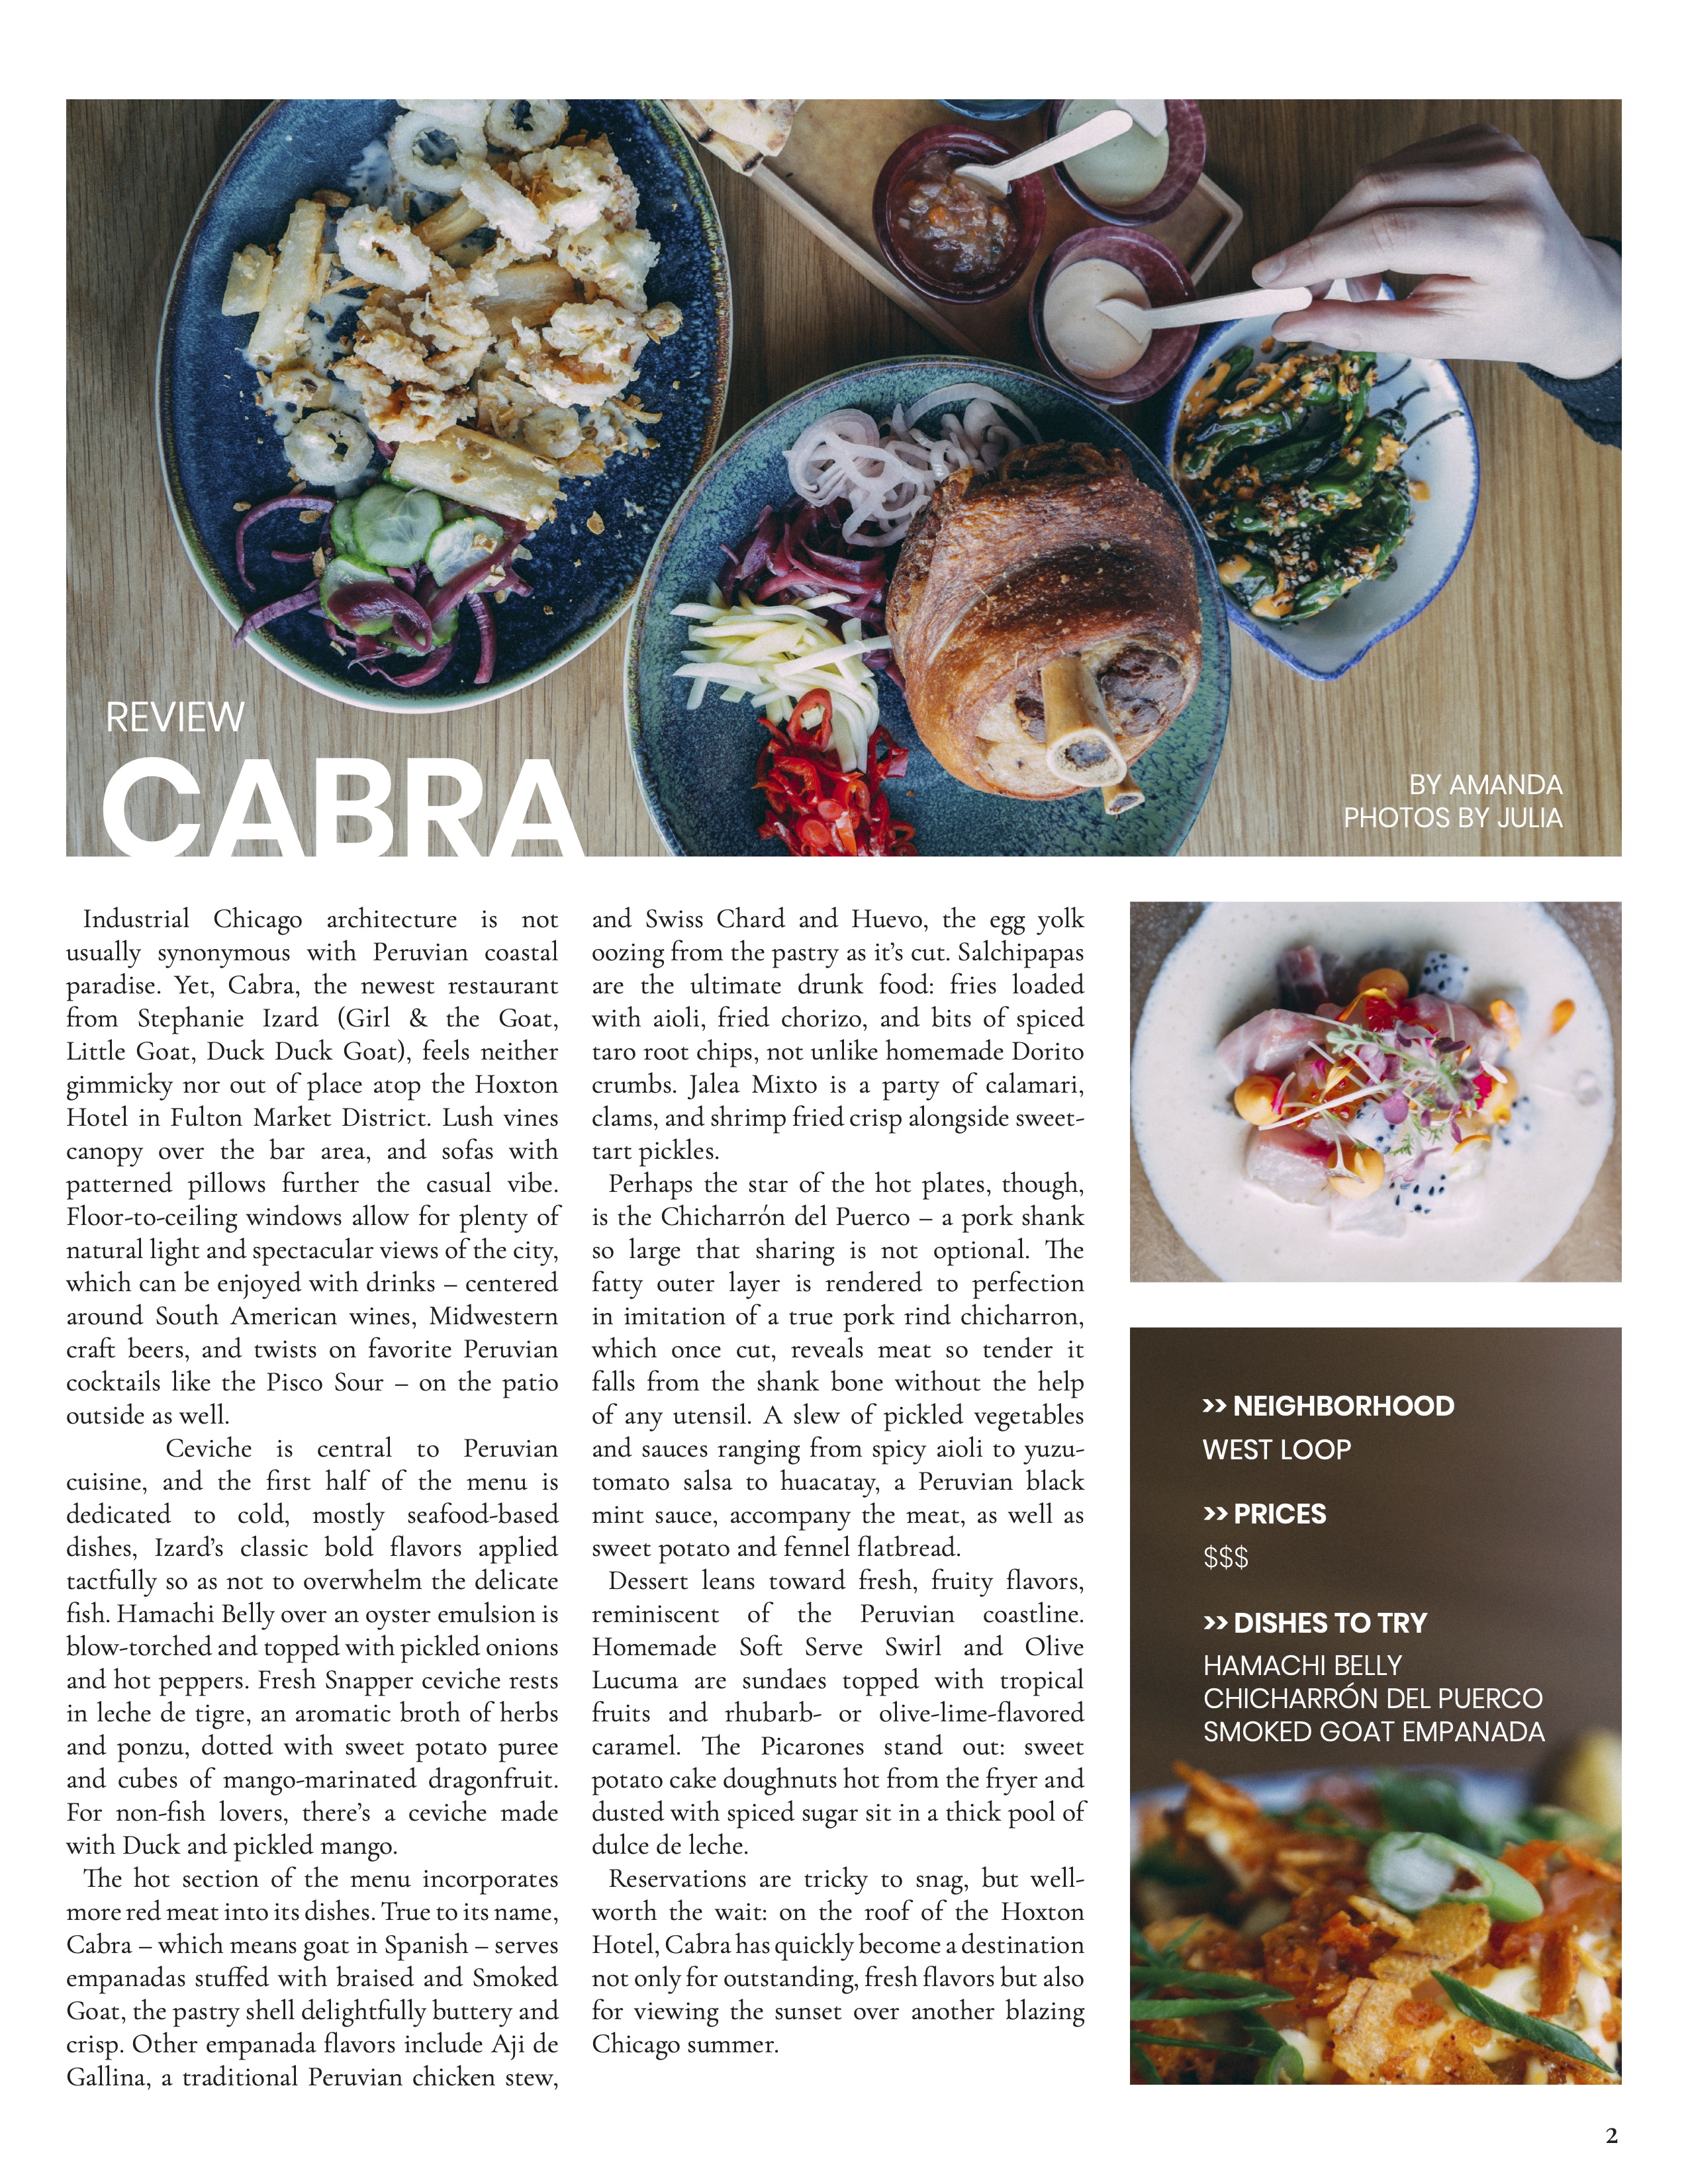 REVIEW
CABRA
BY AMANDA
PHOTOS BY JULIA
Industrial Chicago architecture is not
usually synonymous with Peruvian coastal
paradise. Yet, Cabra, the newest restaurant
from Stephanie Izard (Girl & the Goat,
Little Goat, Duck Duck Goat), feels neither
gimmicky nor out of place atop the Hoxton
Hotel in Fulton Market District. Lush vines
canopy over the bar area, and sofas with
patterned pillows further the casual vibe.
Floor-to-ceiling windows allow for plenty of
natural light and spectacular views of the city,
which can be enjoyed with drinks – centered
around South American wines, Midwestern
craft beers, and twists on favorite Peruvian
cocktails like the Pisco Sour – on the patio
outside as well.
Ceviche is central to Peruvian
cuisine, and the first half of the menu is
dedicated to cold, mostly seafood-based
dishes, Izard’s classic bold flavors applied
tactfully so as not to overwhelm the delicate
fish. Hamachi Belly over an oyster emulsion is
blow-torched and topped with pickled onions
and hot peppers. Fresh Snapper ceviche rests
in leche de tigre, an aromatic broth of herbs
and ponzu, dotted with sweet potato puree
and cubes of mango-marinated dragonfruit.
For non-fish lovers, there’s a ceviche made
with Duck and pickled mango.
The hot section of the menu incorporates
more red meat into its dishes. True to its name,
Cabra – which means goat in Spanish – serves
empanadas stuffed with braised and Smoked
Goat, the pastry shell delightfully buttery and
crisp. Other empanada flavors include Aji de
Gallina, a traditional Peruvian chicken stew,
and Swiss Chard and Huevo, the egg yolk
oozing from the pastry as it’s cut. Salchipapas
are the ultimate drunk food: fries loaded
with aioli, fried chorizo, and bits of spiced
taro root chips, not unlike homemade Dorito
crumbs. Jalea Mixto is a party of calamari,
clams, and shrimp fried crisp alongside sweet-
tart pickles.
Perhaps the star of the hot plates, though,
is the Chicharrón del Puerco – a pork shank
so large that sharing is not optional. The
fatty outer layer is rendered to perfection
in imitation of a true pork rind chicharron,
which once cut, reveals meat so tender it
falls from the shank bone without the help
of any utensil. A slew of pickled vegetables
and sauces ranging from spicy aioli to yuzu-
tomato salsa to huacatay, a Peruvian black
mint sauce, accompany the meat, as well as
sweet potato and fennel flatbread.
Dessert leans toward fresh, fruity flavors,
reminiscent of the Peruvian coastline.
Homemade Soft Serve Swirl and Olive
Lucuma are sundaes topped with tropical
fruits and rhubarb- or olive-lime-flavored
caramel. The Picarones stand out: sweet
potato cake doughnuts hot from the fryer and
dusted with spiced sugar sit in a thick pool of
dulce de leche.
Reservations are tricky to snag, but well-
worth the wait: on the roof of the Hoxton
Hotel, Cabra has quickly become a destination
not only for outstanding, fresh flavors but also
for viewing the sunset over another blazing
Chicago summer.
>> NEIGHBORHOOD
WEST LOOP
>> PRICES
$$$
>> DISHES TO TRY
HAMACHI BELLY
CHICHARRÓN DEL PUERCO
SMOKED GOAT EMPANADA
2